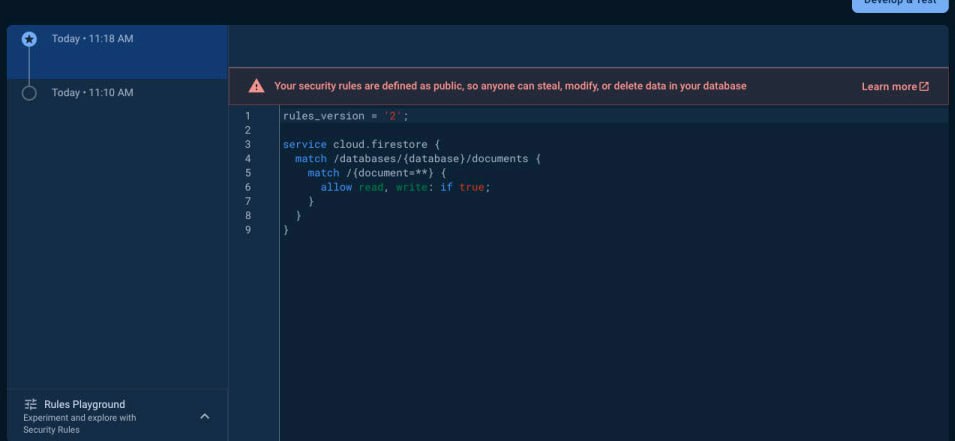 Develop & Test
Today • 11:18 AM
Today • 11:10 AM
Your security rules are defined as public, so anyone can steal, modify, or delete data in your database
Learn more
1 rules_version = '2';
2
3 service cloud.firestore {
4   match /databases/{database}/documents {
5     match /{document=**} {
6       allow read, write: if true;
7     }
8   }
9 }
Rules Playground
Experiment and explore with
Security Rules